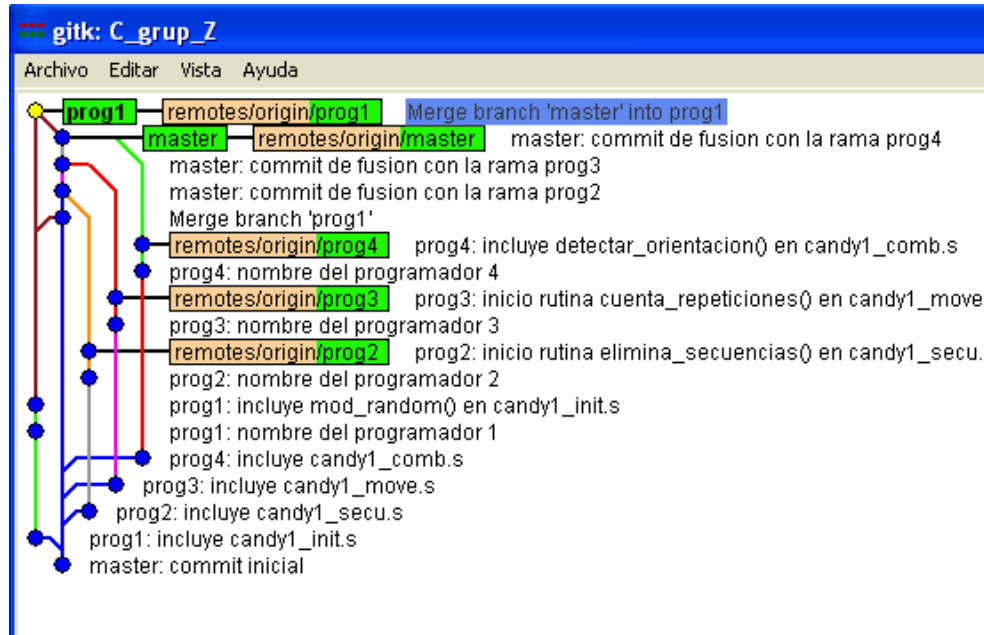 gitk: C_grup_Z
Archivo Editar Vista Ayuda
prog1 remotes/origin/prog1 Merge branch 'master' into prog1
master remotes/origin/master master: commit de fusion con la rama prog4
master: commit de fusion con la rama prog3
master: commit de fusion con la rama prog2
Merge branch 'prog1'
remotes/origin/prog4 prog4: incluye detectar_orientacion() en candy1_comb.s
prog4: nombre del programador 4
remotes/origin/prog3 prog3: inicio rutina cuenta_repeticiones() en candy1_move
prog3: nombre del programador 3
remotes/origin/prog2 prog2: inicio rutina elimina_secuencias() en candy1_secu.
prog2: nombre del programador 2
prog1: incluye mod_random() en candy1_init.s
prog1: nombre del programador 1
prog4: incluye candy1_comb.s
prog3: incluye candy1_move.s
prog2: incluye candy1_secu.s
prog1: incluye candy1_init.s
master: commit inicial